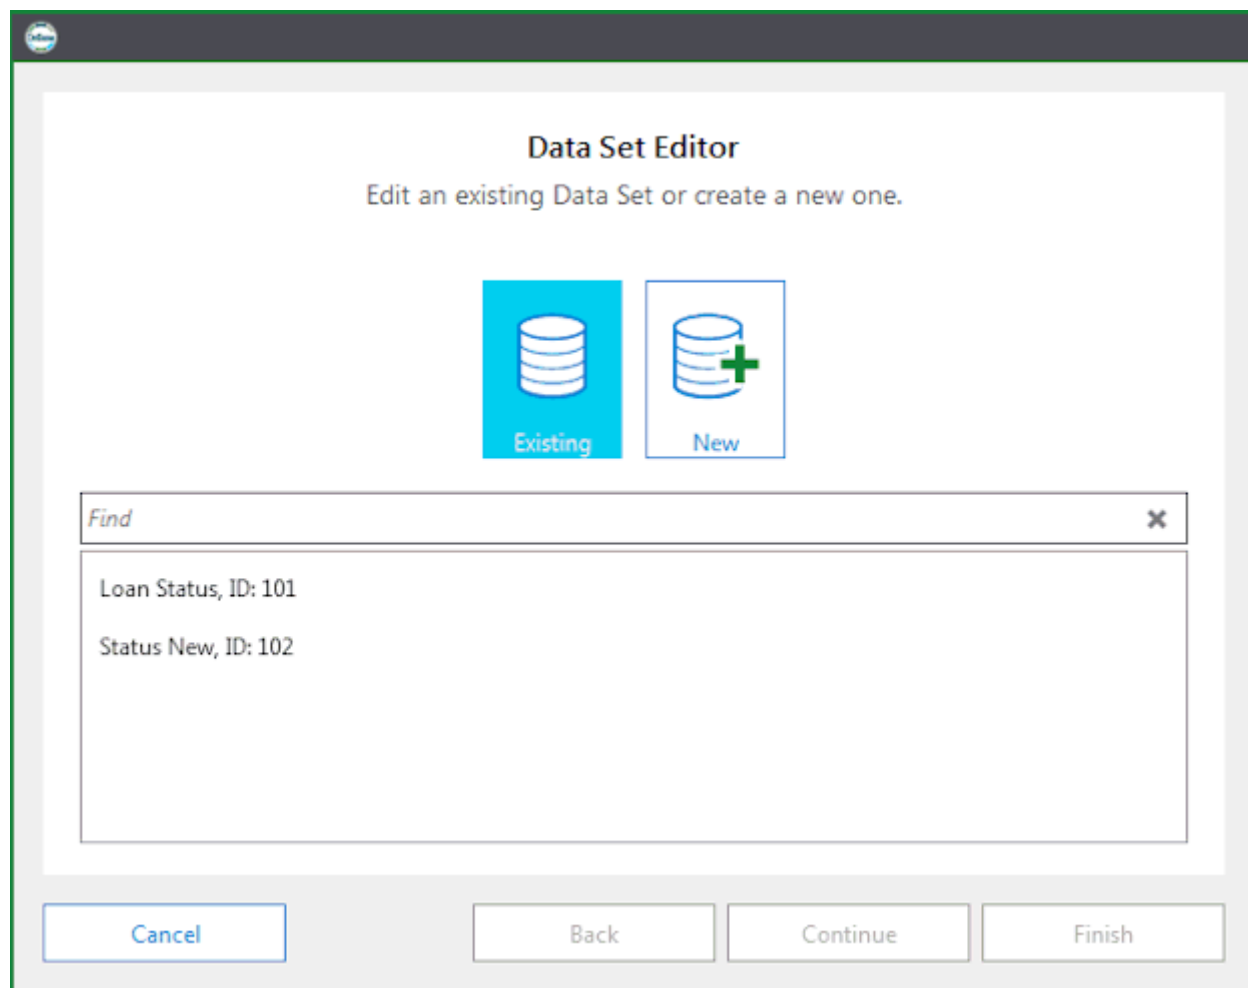 Data Set Editor
Edit an existing Data Set or create a new one.
Existing New
Find
Loan Status, ID: 101
Status New, ID: 102
Cancel Back Continue Finish